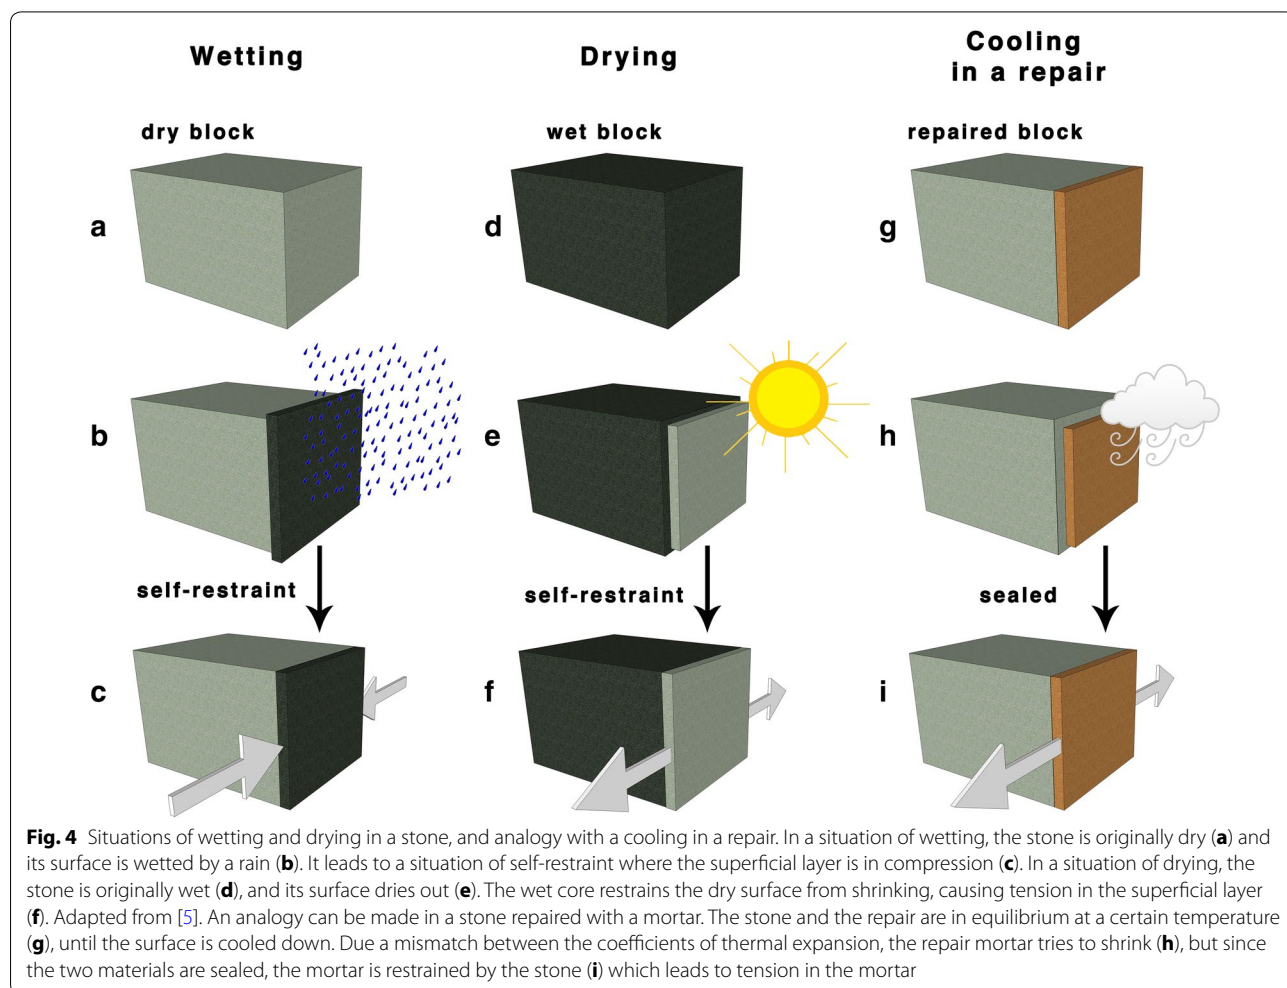 Wetting
Drying
Cooling
in a repair
dry block
wet block
repaired block
a
d
g
b
e
h
self-restraint
self-restraint
sealed
c
f
i
Fig. 4 Situations of wetting and drying in a stone, and analogy with a cooling in a repair. In a situation of wetting, the stone is originally dry (a) and
its surface is wetted by a rain (b). It leads to a situation of self-restraint where the superficial layer is in compression (c). In a situation of drying, the
stone is originally wet (d), and its surface dries out (e). The wet core restrains the dry surface from shrinking, causing tension in the superficial layer
(f). Adapted from [5]. An analogy can be made in a stone repaired with a mortar. The stone and the repair are in equilibrium at a certain temperature
(g), until the surface is cooled down. Due a mismatch between the coefficients of thermal expansion, the repair mortar tries to shrink (h), but since
the two materials are sealed, the mortar is restrained by the stone (i) which leads to tension in the mortar